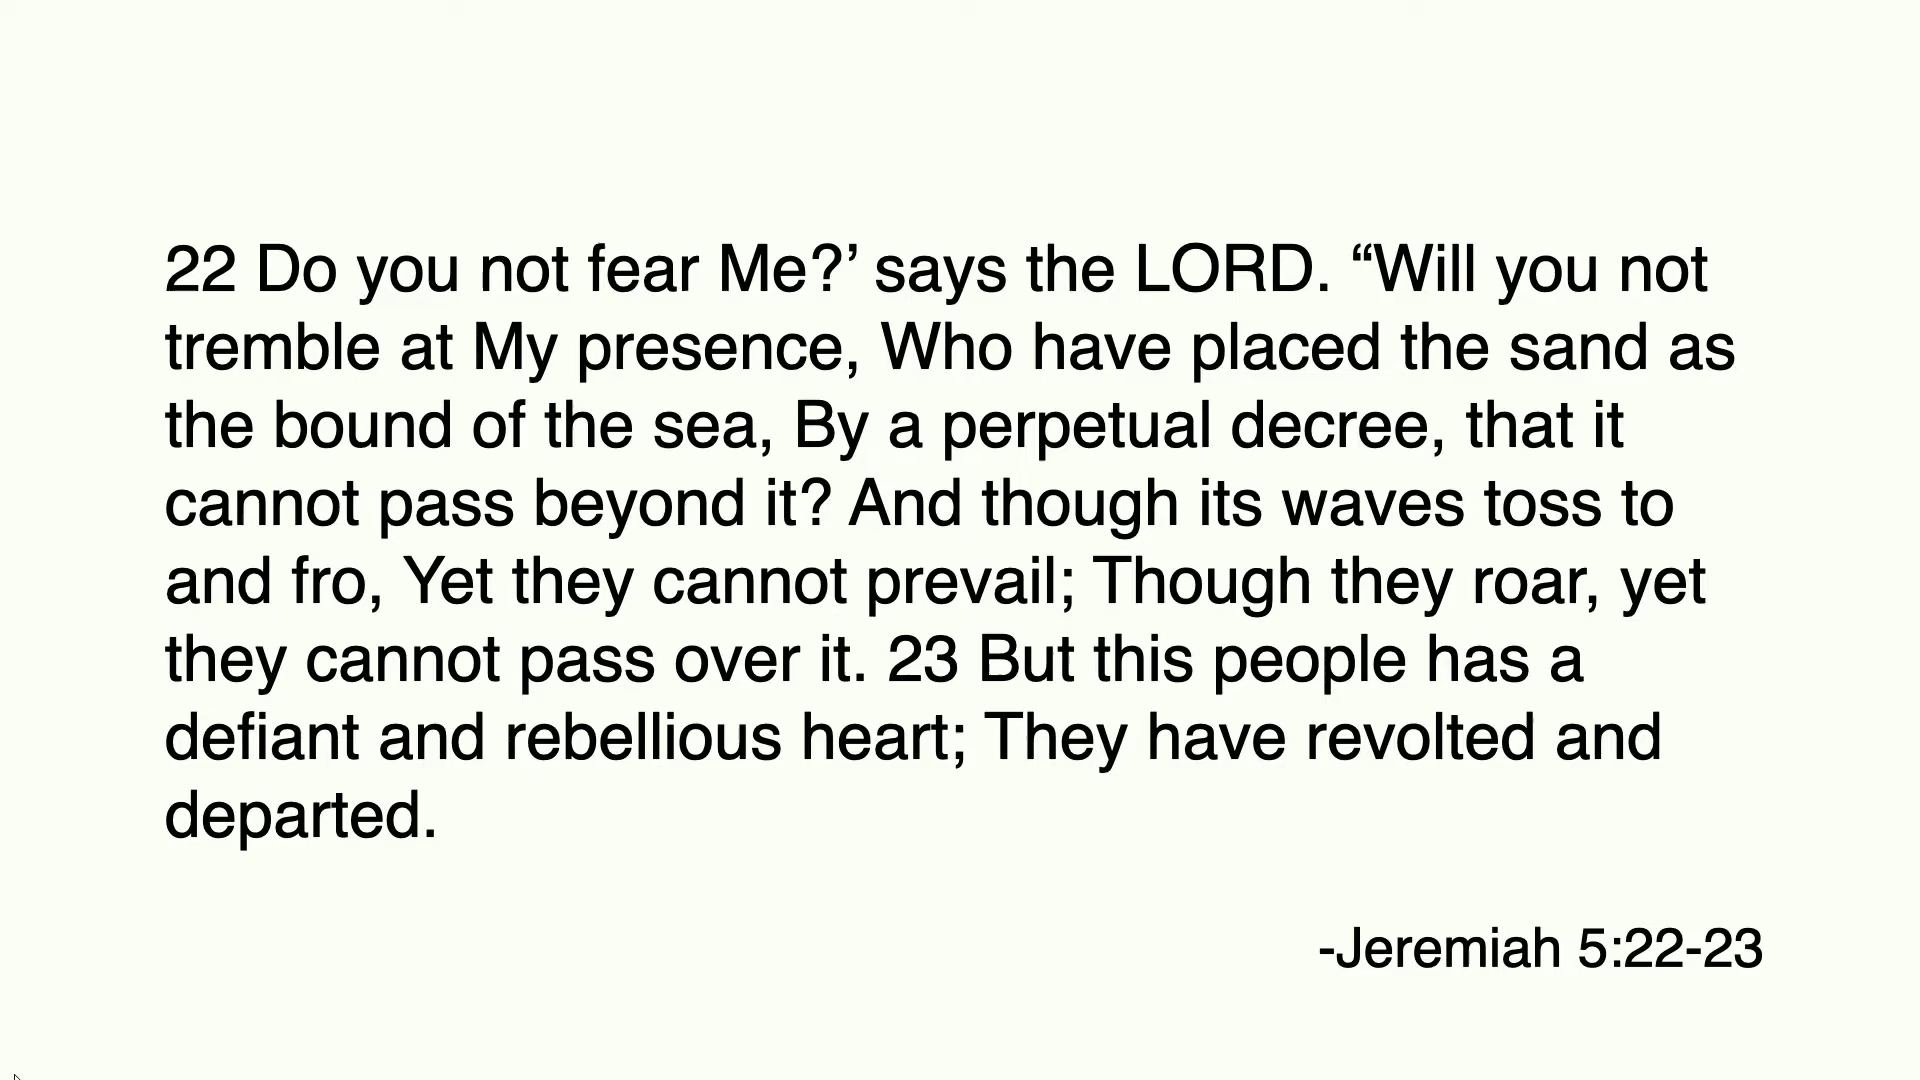 22 Do you not fear Me?’ says the LORD. “Will you not
tremble at My presence, Who have placed the sand as
the bound of the sea, By a perpetual decree, that it
cannot pass beyond it? And though its waves toss to
and fro, Yet they cannot prevail; Though they roar, yet
they cannot pass over it. 23 But this people has a
defiant and rebellious heart; They have revolted and
departed.
-Jeremiah 5:22-23